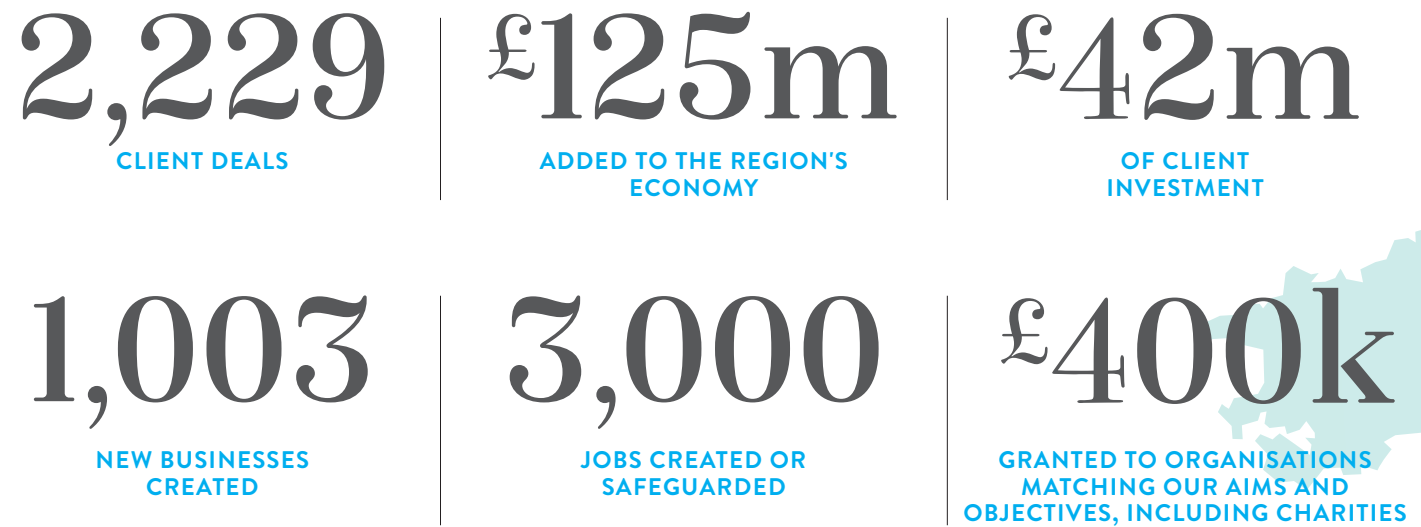 2,229
CLIENT DEALS
£125m
ADDED TO THE REGION'S
ECONOMY
£42m
OF CLIENT
INVESTMENT
1,003
NEW BUSINESSES
CREATED
3,000
JOBS CREATED OR
SAFEGUARDED
£400k
GRANTED TO ORGANISATIONS
MATCHING OUR AIMS AND
OBJECTIVES, INCLUDING CHARITIES